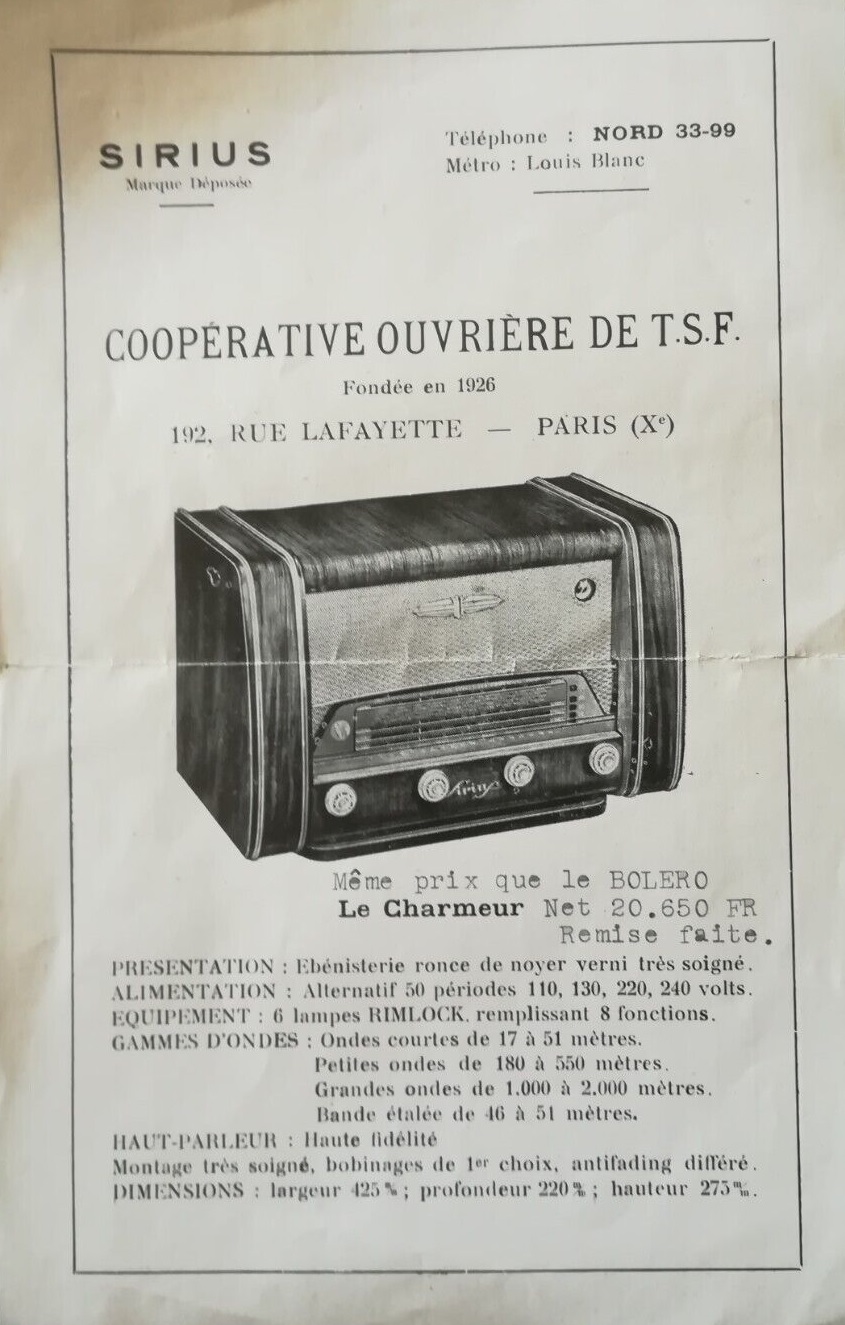 SIRIUS
Marque Déposée
Téléphone : NORD 33-99
Métro : Louis Blanc
COOPÉRATIVE OUVRIÈRE DE T.S.F.
Fondée en 1926
192, RUE LAFAYETTE — PARIS (Xe)
Sirius
Même prix que le BOLERO
Le Charmeur Net 20.650 FR
Remise faite.
PRESENTATION : Ebénisterie ronce de noyer verni très soigné.
ALIMENTATION : Alternatif 50 périodes 110, 130, 220, 240 volts.
EQUIPEMENT : 6 lampes RIMLOCK. remplissant 8 fonctions.
GAMMES D'ONDES : Ondes courtes de 17 à 51 mètres.
Petites ondes de 180 à 550 mètres.
Grandes ondes de 1.000 à 2.000 mètres.
Bande étalée de 46 à 51 mètres.
HAUT-PARLEUR : Haute fidélité
Montage très soigné, bobinages de 1er choix, antifading différé.
DIMENSIONS : largeur 425 m/m ; profondeur 220 m/m ; hauteur 275 m/m.